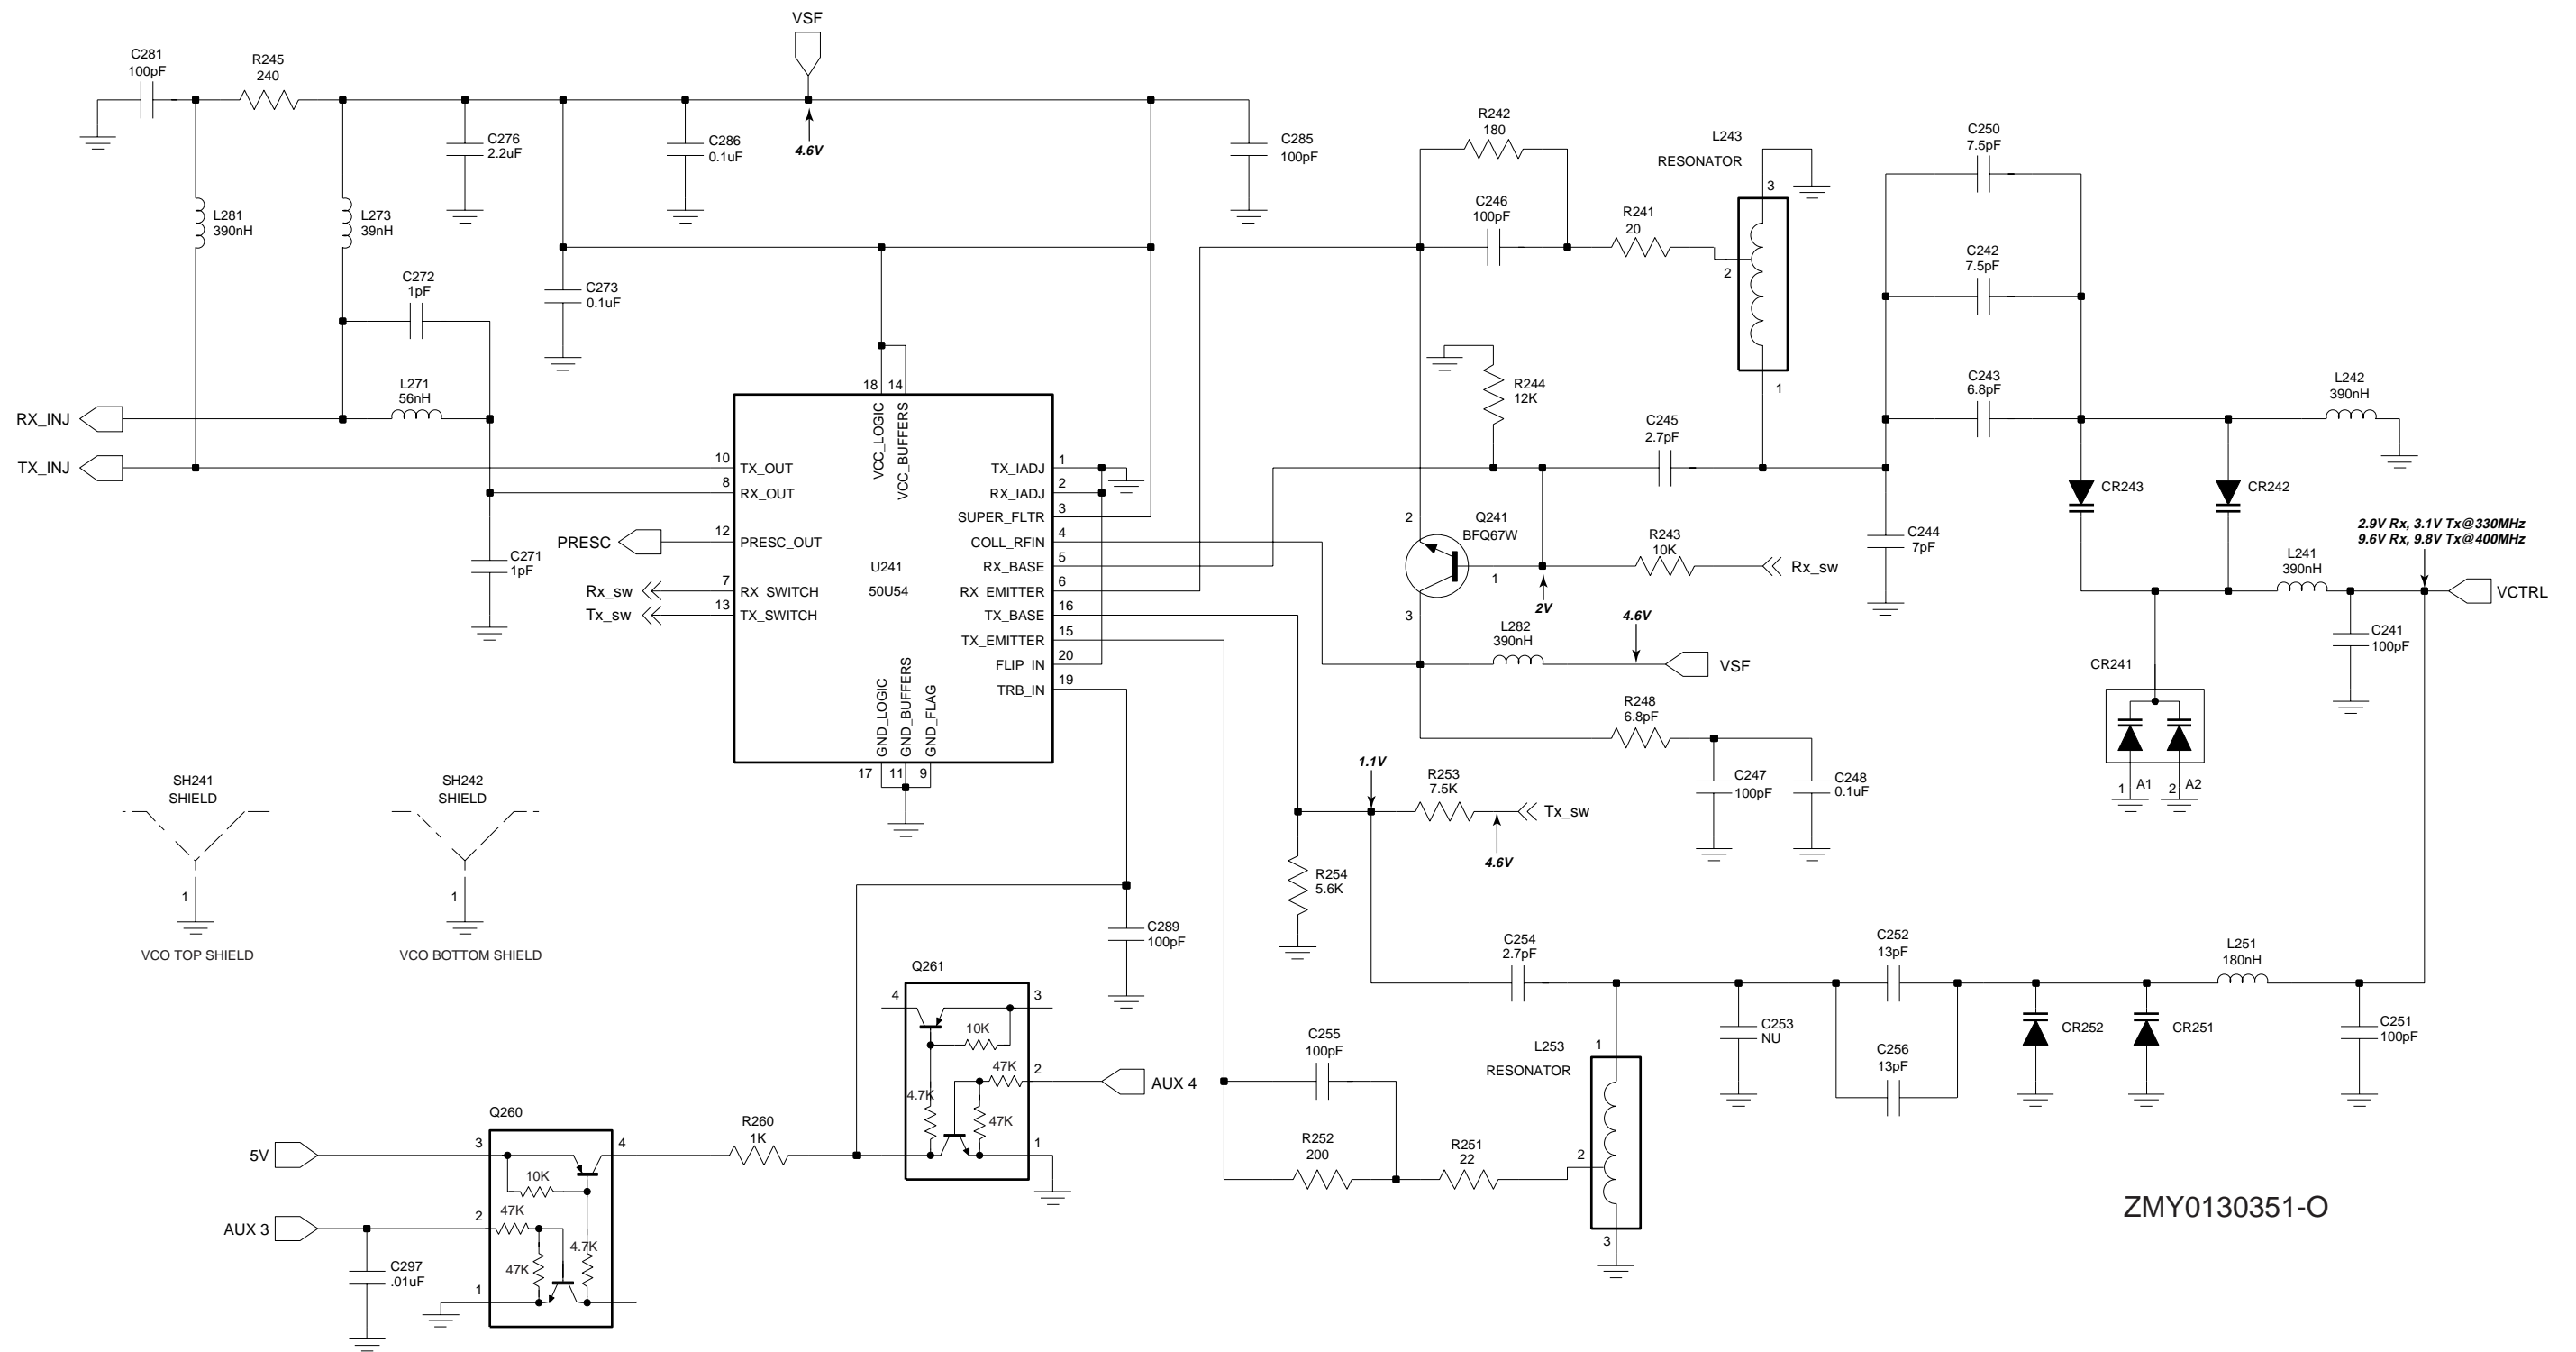 VSF
C281
100pF
R245
240
C276
2.2uF
C286
0.1uF
4.6V
C285
100pF
L281
390nH
L273
39nH
C272
1pF
C273
0.1uF
L271
56nH
RX_INJ
TX_INJ
C271
1pF
PRESC
Rx_sw
Tx_sw
18
14
VCC_LOGIC
VCC_BUFFERS
10
TX_OUT
8
RX_OUT
12
PRESC_OUT
7
RX_SWITCH
13
TX_SWITCH
U241
50U54
TX_IADJ
1
RX_IADJ
2
SUPER_FLTR
3
COLL_RFIN
4
RX_BASE
5
RX_EMITTER
6
TX_BASE
16
TX_EMITTER
15
FLIP_IN
20
TRB_IN
19
GND_LOGIC
GND_BUFFERS
GND_FLAG
17
11
9
R242
180
C246
100pF
R241
20
L243
RESONATOR
3
2
1
R244
12K
C245
2.7pF
2
Q241
BFQ67W
1
3
R243
10K
Rx_sw
2V
L282
390nH
4.6V
VSF
R248
6.8pF
C247
100pF
C248
0.1uF
C250
7.5pF
C242
7.5pF
C243
6.8pF
L242
390nH
C244
7pF
CR243
CR242
2.9V Rx, 3.1V Tx@330MHz
9.6V Rx, 9.8V Tx@400MHz
L241
390nH
VCTRL
C241
100pF
CR241
1
A1
2
A2
1.1V
R253
7.5K
Tx_sw
4.6V
R254
5.6K
SH241
SHIELD
1
VCO TOP SHIELD
SH242
SHIELD
1
VCO BOTTOM SHIELD
C289
100pF
Q261
4
3
10K
47K
2
AUX 4
4.7K
47K
1
Q260
5V
3
4
10K
R260
1K
AUX 3
2
47K
4.7K
47K
1
C297
.01uF
C254
2.7pF
C252
13pF
L251
180nH
C253
NU
C256
13pF
CR252
CR251
C251
100pF
C255
100pF
L253
RESONATOR
1
R252
200
R251
22
2
3
ZMY0130351-O